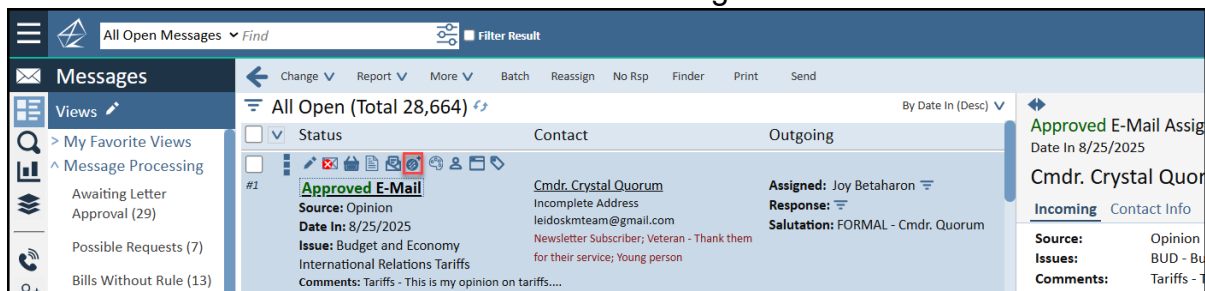 All Open Messages Find Filter Result
Messages
Change Report More Batch Reassign No Rsp Finder Print Send
Views
All Open (Total 28,664)
By Date In (Desc)
> My Favorite Views
Status Contact Outgoing
^ Message Processing
Awaiting Letter
Approval (29)
Possible Requests (7)
Bills Without Rule (13)
#1
Approved E-Mail
Source: Opinion
Date In: 8/25/2025
Issue: Budget and Economy
International Relations Tariffs
Comments: Tariffs - This is my opinion on tariffs....
Cmdr. Crystal Quorum
Incomplete Address
leidoskmteam@gmail.com
Newsletter Subscriber; Veteran - Thank them
for their service; Young person
Assigned: Joy Betaharon
Response:
Salutation: FORMAL - Cmdr. Quorum
Approved E-Mail Assig
Date In 8/25/2025
Cmdr. Crystal Quor
Incoming Contact Info
Source: Opinion
Issues: BUD - Bu
Comments: Tariffs - T